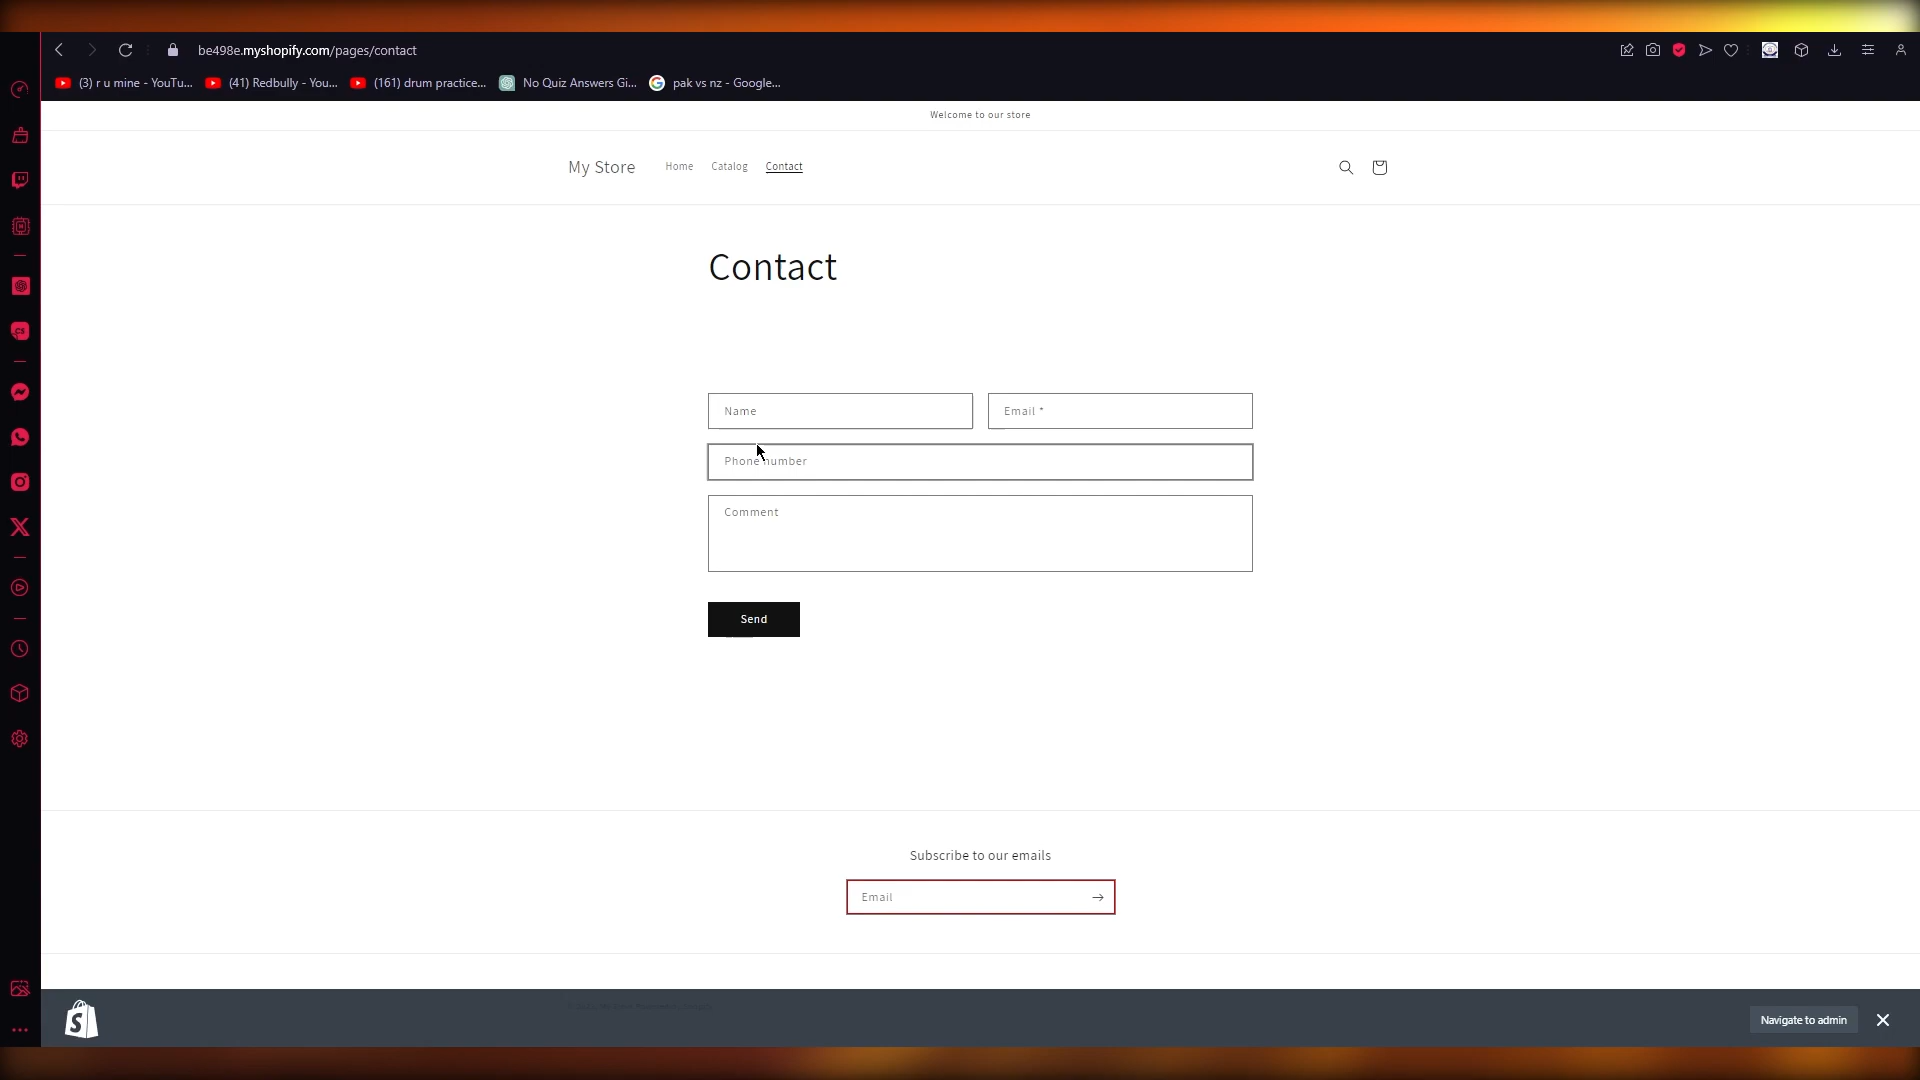 be498e.myshopify.com/pages/contact
(3) r u mine - YouTu...
(41) Redbully - You...
(161) drum practice...
No Quiz Answers Gi...
pak vs nz - Google...
Welcome to our store
My Store
Home
Catalog
Contact
Contact
Name
Email *
Phone number
Comment
Send
Subscribe to our emails
Email
Navigate to admin